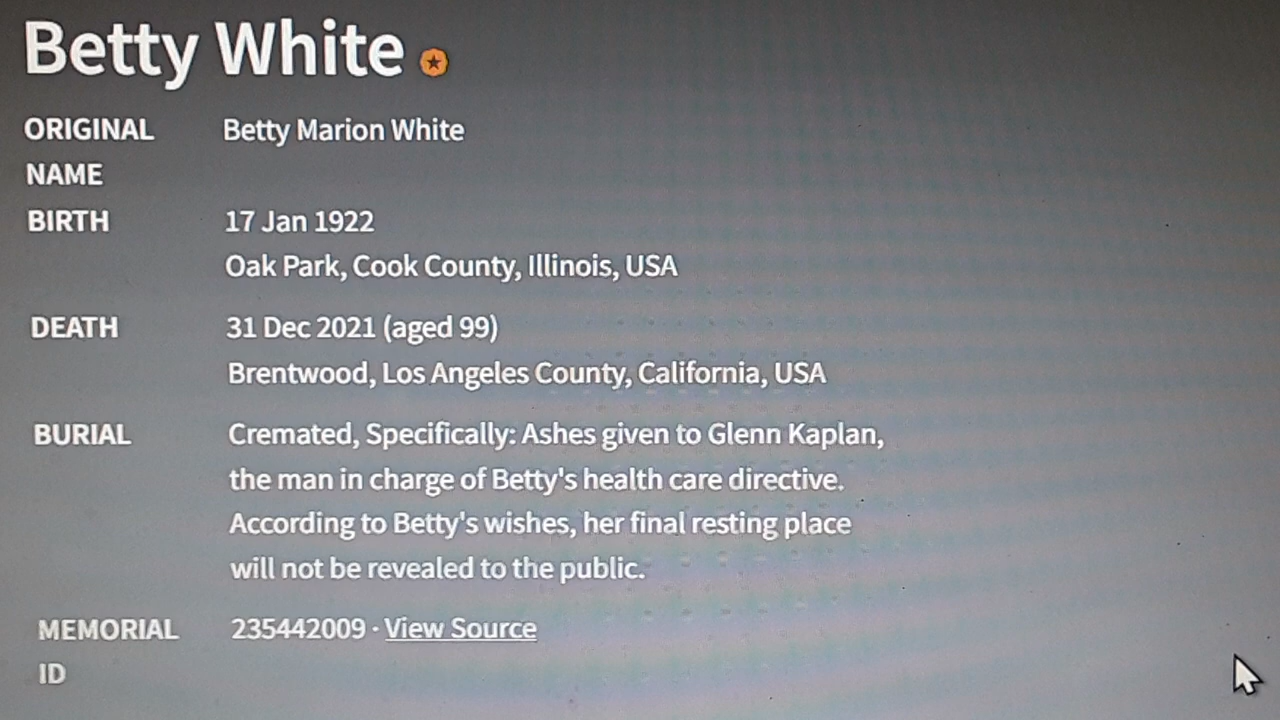 Betty White
ORIGINAL NAME
Betty Marion White
BIRTH
17 Jan 1922
Oak Park, Cook County, Illinois, USA
DEATH
31 Dec 2021 (aged 99)
Brentwood, Los Angeles County, California, USA
BURIAL
Cremated, Specifically: Ashes given to Glenn Kaplan,
the man in charge of Betty's health care directive.
According to Betty's wishes, her final resting place
will not be revealed to the public.
MEMORIAL ID
235442009 · View Source